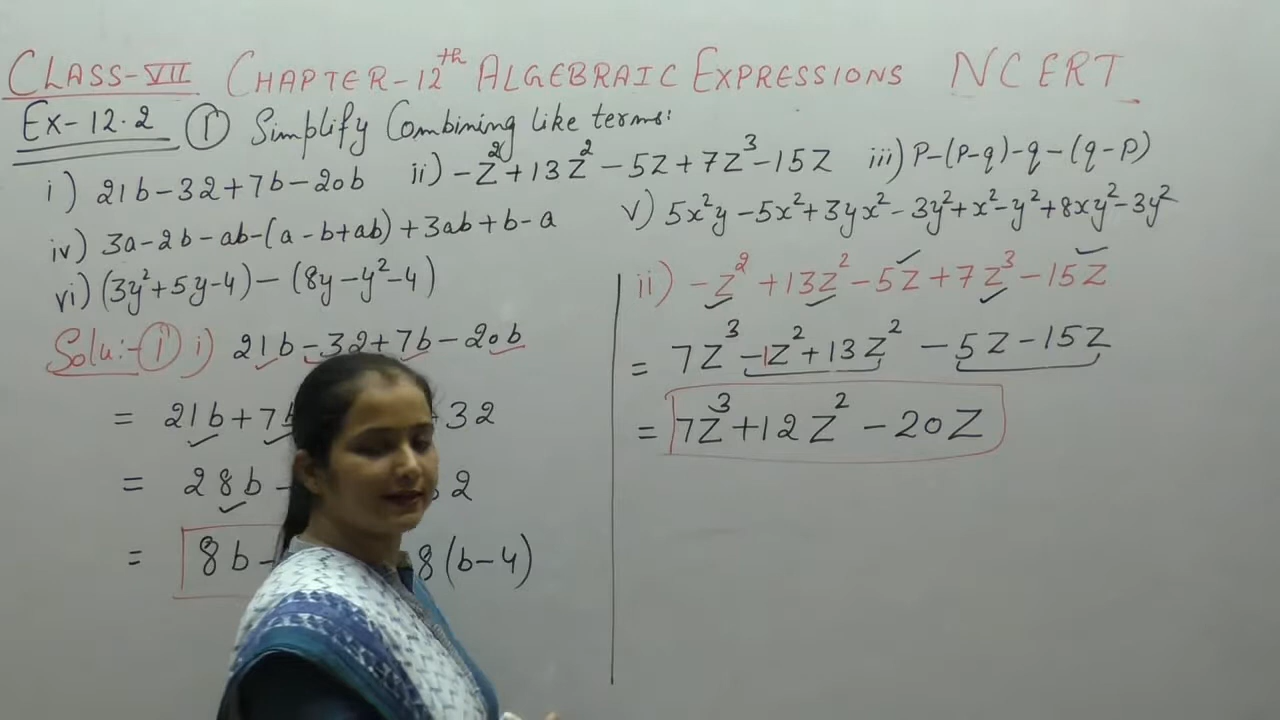 CLASS-VII CHAPTER-12th ALGEBRAIC EXPRESSIONS NCERT
Ex-12.2 ① Simplify Combining like terms:
i) 21b-32+7b-20b ii) -z²+13z²-5z+7z³-15z iii) P-(P-q)-q-(q-P)
iv) 3a-2b-ab-(a-b+ab)+3ab+b-a v) 5x²y-5x²+3yx²-3y²+x²-y²+8xy²-3y²
vi) (3y²+5y-4)-(8y-y²-4)
Solu:-① i) 21b-32+7b-20b
= 21b+7b 32
= 28b- 2
= 8b- 8(b-4)
ii) -z²+13z²-5z+7z³-15z
= 7z³-1z²+13z²-5z-15z
= 7z³+12z²-20z